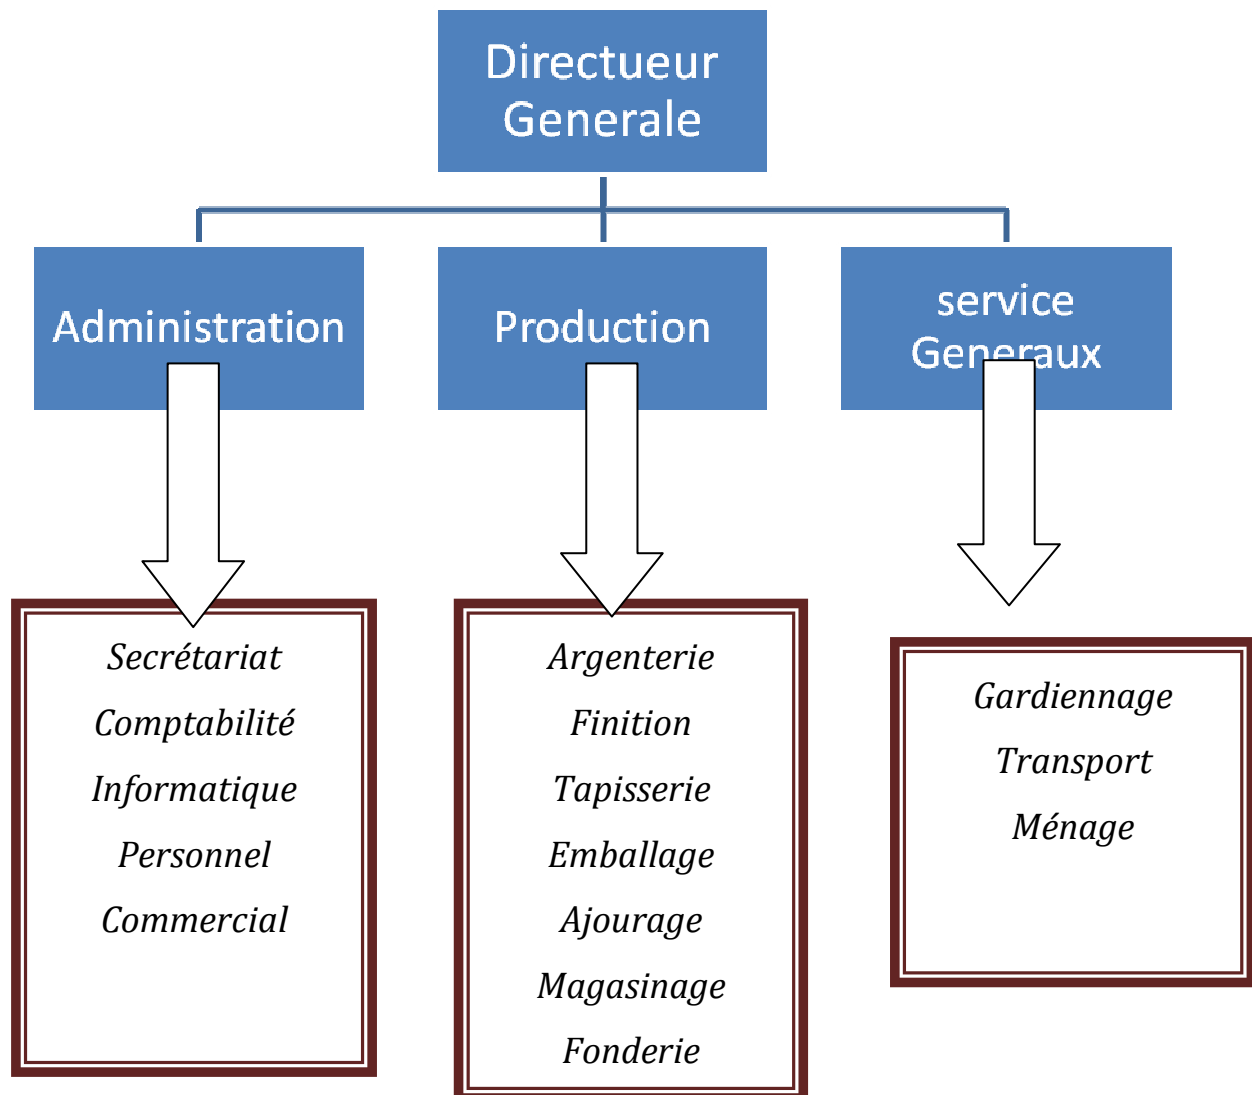 Directueur
Generale
Administration
Production
service
Generaux
Secrétariat
Comptabilité
Informatique
Personnel
Commercial
Argenterie
Finition
Tapisserie
Emballage
Ajourage
Magasinage
Fonderie
Gardiennage
Transport
Ménage